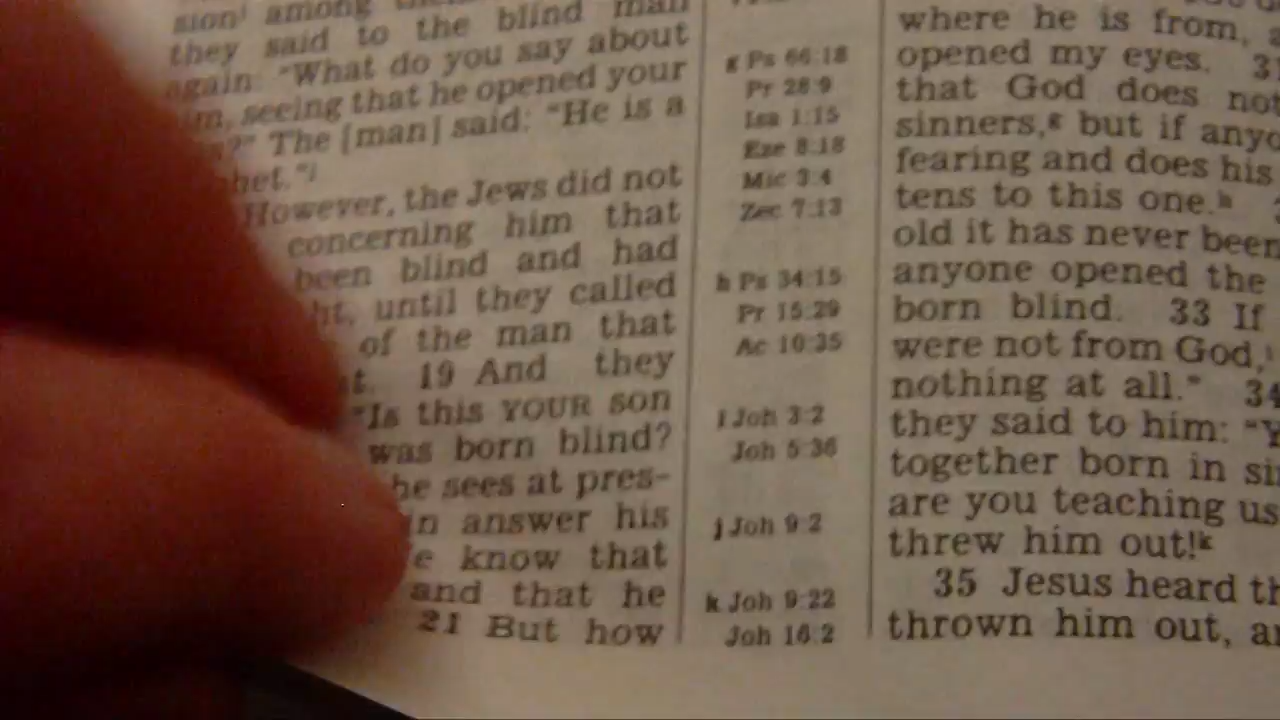 sion¹ among
they said to the blind man
again: "What do you say about
him, seeing that he opened your
The [man] said: "He is a
However, the Jews did not
concerning him that
been blind and had
until they called
of the man that
19 And they
"Is this YOUR son
was born blind?
he sees at pres-
answer his
know that
and that he
21 But how
g Ps 66:18
Pr 28:9
Isa 1:15
Eze 8:18
Mic 3:4
Zec 7:13
h Ps 34:15
Pr 15:29
Ac 10:35
i Joh 3:2
Joh 5:36
j Joh 9:2
k Joh 9:22
Joh 16:2
where he is from,
opened my eyes.
that God does not
sinners,ᵍ but if
fearing and does his
tens to this one.ʰ
old it has never been
anyone opened the
born blind. 33 If
were not from God,ⁱ
nothing at all." 34
they said to him:
together born in
are you teaching us
threw him out!ᵏ
35 Jesus heard
thrown him out,